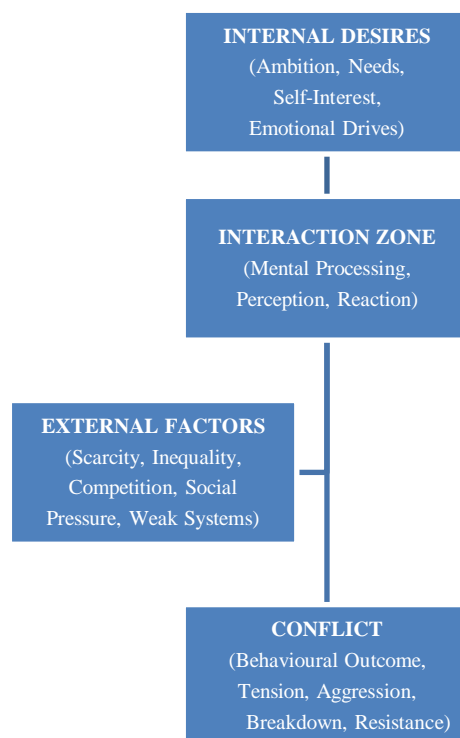 INTERNAL DESIRES
(Ambition, Needs,
Self-Interest,
Emotional Drives)
INTERACTION ZONE
(Mental Processing,
Perception, Reaction)
EXTERNAL FACTORS
(Scarcity, Inequality,
Competition, Social
Pressure, Weak Systems)
CONFLICT
(Behavioural Outcome,
Tension, Aggression,
Breakdown, Resistance)